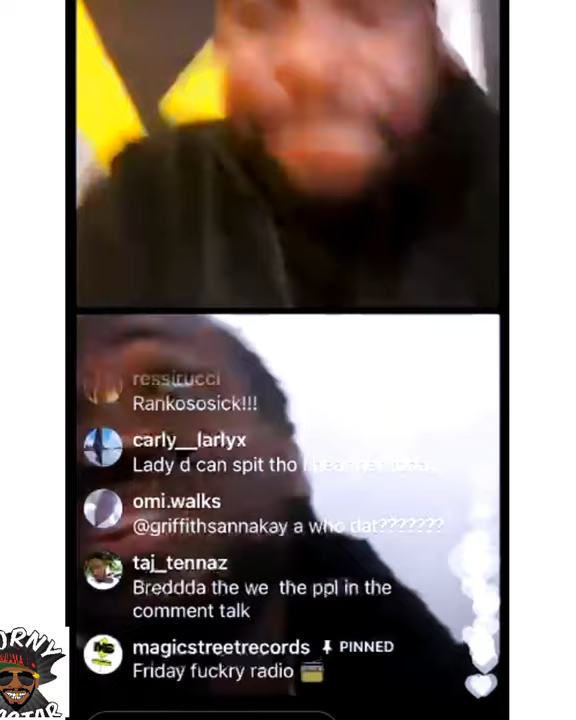 ressirucci
Rankososick!!!
carly__larlyx
Lady d can spit tho I
omi.walks
@griffithsannakay a who dat???????
taj_tennaz
Breddda the we the ppl in the
comment talk
magicstreetrecords PINNED
Friday fuckry radio
ORNY